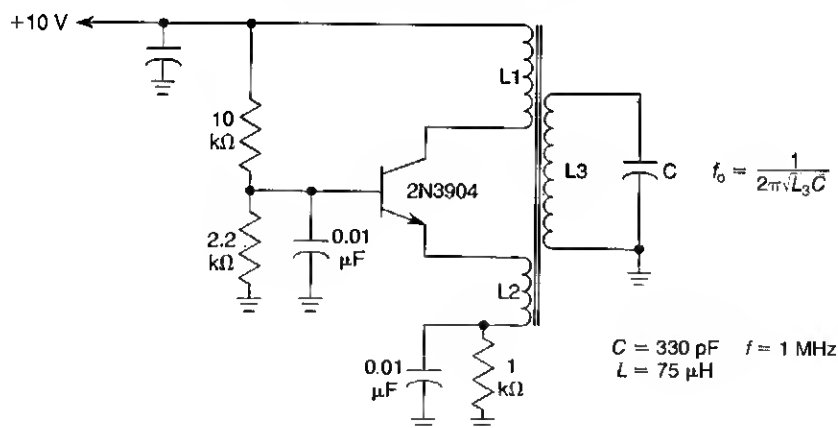 +10 V
L1
10
kΩ
2N3904
L3
C
f₀ = 1 / 2π√L₃C
2.2
kΩ
0.01
μF
L2
0.01
μF
1
kΩ
C = 330 pF f = 1 MHz
L = 75 μH